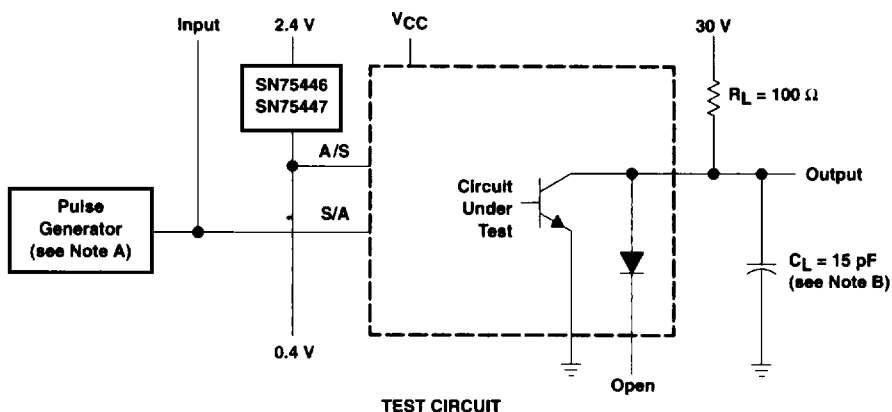 Input
2.4 V
VCC
30 V
SN75446
SN75447
RL = 100 Ω
A/S
Circuit
Under
Test
Output
Pulse
Generator
(see Note A)
S/A
CL = 15 pF
(see Note B)
0.4 V
Open
TEST CIRCUIT